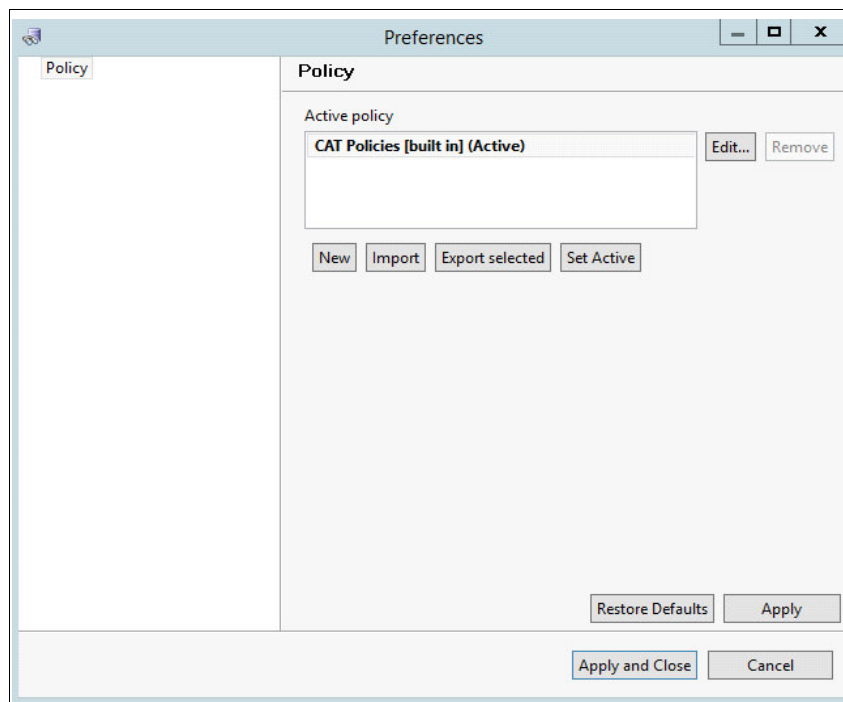 Preferences
Policy
Policy
Active policy
CAT Policies [built in] (Active)
Edit... Remove
New Import Export selected Set Active
Restore Defaults Apply
Apply and Close Cancel